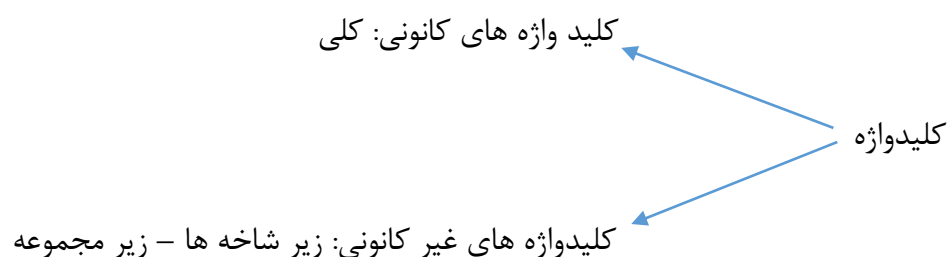 کلید واژه های کانونی: کلی
کلیدواژه
کلیدواژه های غیر کانونی: زیر شاخه ها – زیر مجموعه